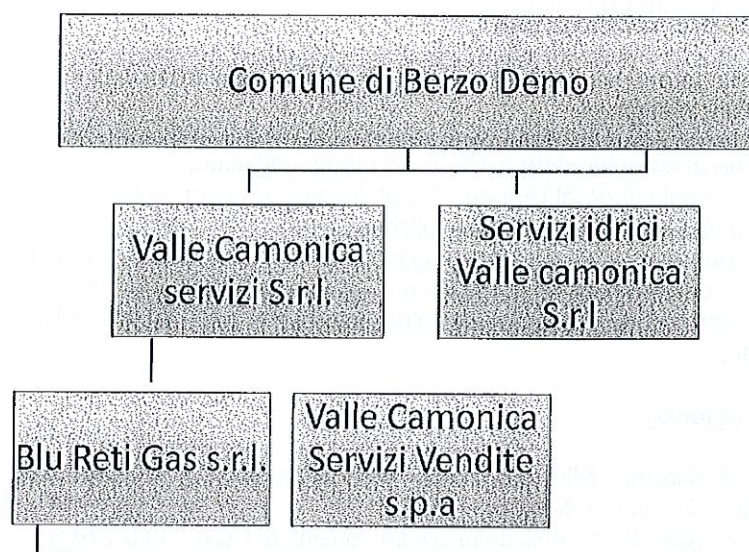 Comune di Berzo Demo
Valle Camonica
servizi S.r.l.
Servizi idrici
Valle camonica
S.r.l
Blu Reti Gas s.r.l.
Valle Camonica
Servizi Vendite
s.p.a